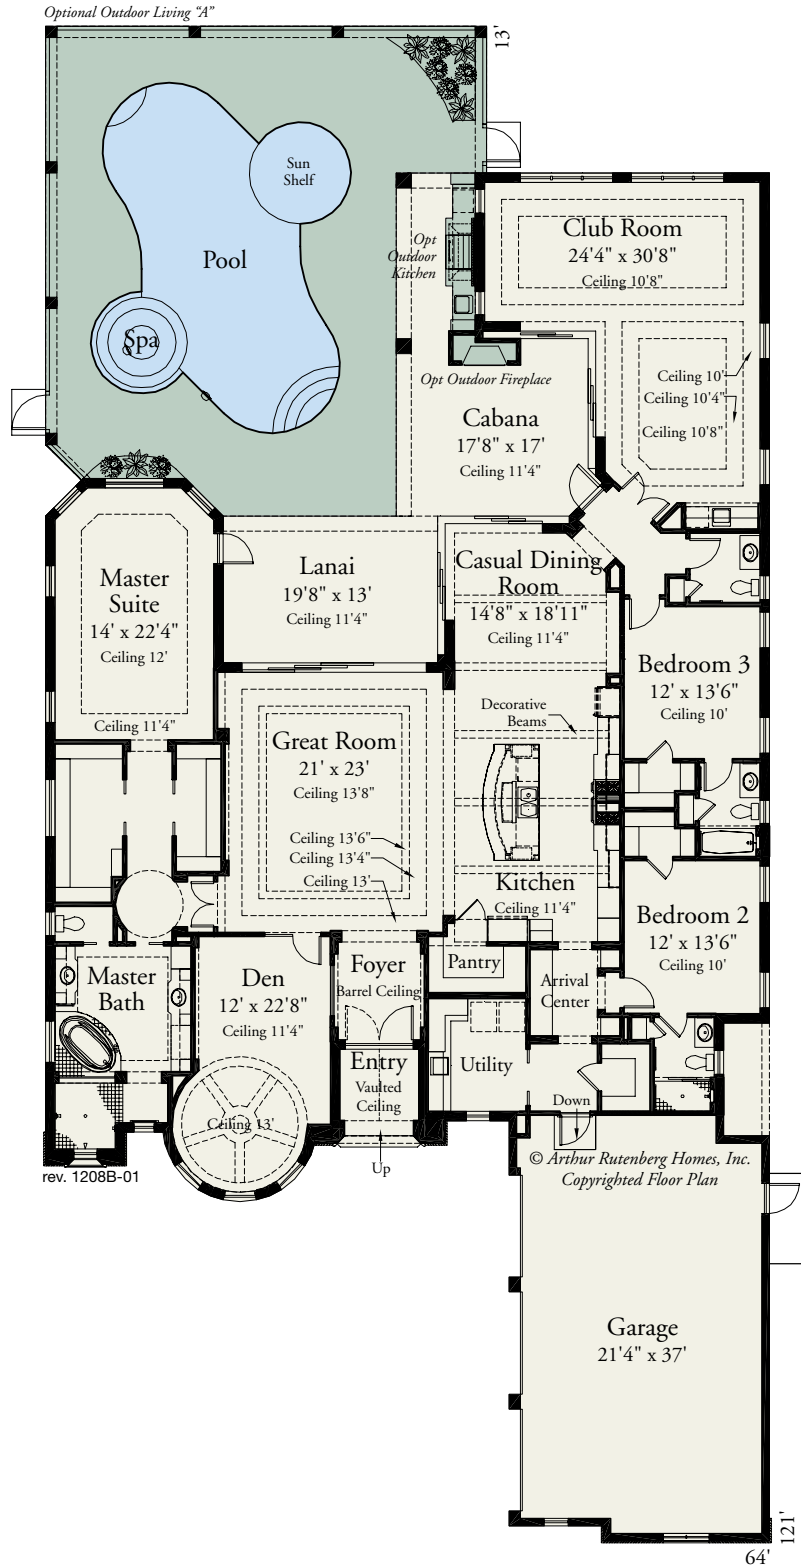 Optional Outdoor Living “A”
13'
Sun
Shelf
Pool
Spa
Opt
Outdoor
Kitchen
Club Room
24'4" x 30'8"
Ceiling 10'8"
Ceiling 10'
Ceiling 10'4"
Ceiling 10'8"
Opt Outdoor Fireplace
Cabana
17'8" x 17'
Ceiling 11'4"
Master
Suite
14' x 22'4"
Ceiling 12'
Ceiling 11'4"
Lanai
19'8" x 13'
Ceiling 11'4"
Casual Dining
Room
14'8" x 18'11"
Ceiling 11'4"
Bedroom 3
12' x 13'6"
Ceiling 10'
Decorative
Beams
Great Room
21' x 23'
Ceiling 13'8"
Ceiling 13'6"
Ceiling 13'4"
Ceiling 13'
Kitchen
Ceiling 11'4"
Bedroom 2
12' x 13'6"
Ceiling 10'
Master
Bath
Den
12' x 22'8"
Ceiling 11'4"
Ceiling 13'
Foyer
Barrel Ceiling
Pantry
Arrival
Center
Entry
Vaulted
Ceiling
Utility
Down
Up
rev. 1208B-01
© Arthur Rutenberg Homes, Inc.
Copyrighted Floor Plan
Garage
21'4" x 37'
121'
64'